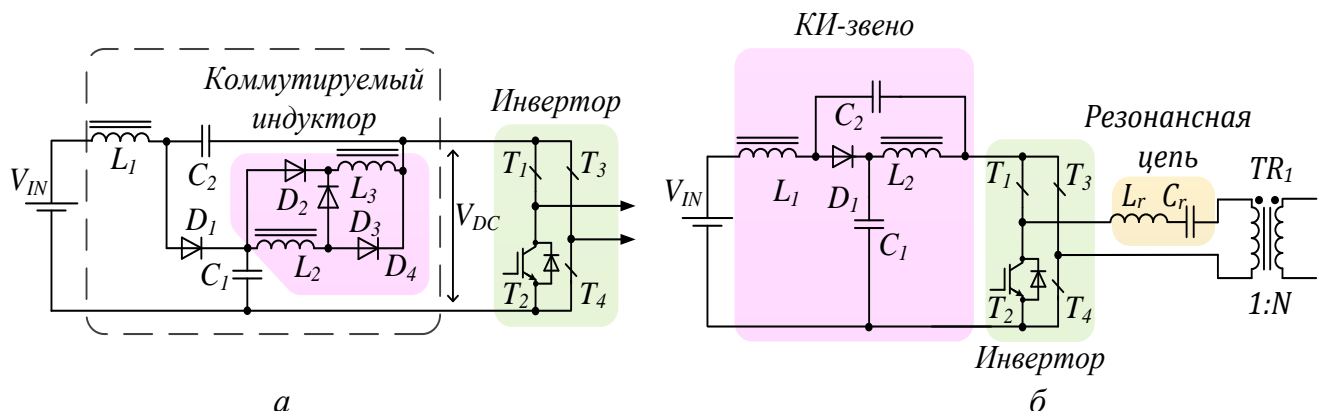 Коммутируемый
индуктор
Инвертор
V_IN
L_1
C_2
D_2
L_3
D_1
D_3
C_1
L_2
D_4
V_DC
T_1
T_3
T_2
T_4
а
КИ-звено
C_2
Резонансная
цепь
V_IN
L_1
D_1
L_2
C_1
T_1
T_3
L_r
C_r
TR_1
T_2
T_4
1:N
Инвертор
б